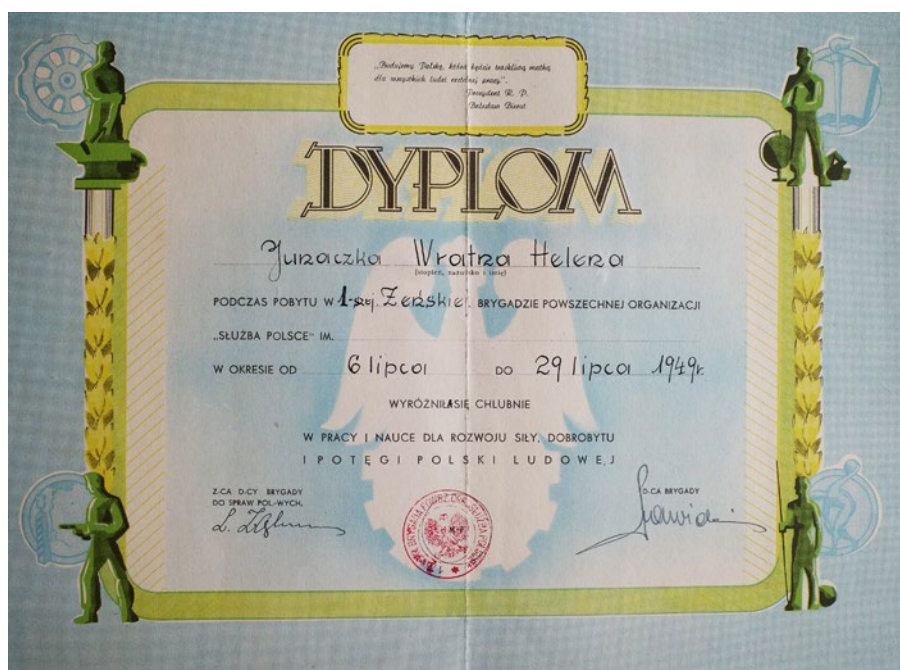 „Budujemy Polskę, która będzie troskliwą matką
dla wszystkich ludzi rzetelnej pracy”.
Prezydent R. P.
Bolesław Bierut
DYPLOM
Junaczka Wratna Helena
(stopień, nazwisko i imię)
PODCZAS POBYTU W 1-szej Żeńskiej BRYGADZIE POWSZECHNEJ ORGANIZACJI
„SŁUŻBA POLSCE” IM.
W OKRESIE OD 6 lipca DO 29 lipca 1949r.
WYRÓŻNIŁA SIĘ CHLUBNIE
W PRACY I NAUCE DLA ROZWOJU SIŁY, DOBROBYTU
I POTĘGI POLSKI LUDOWEJ
Z-CA D-CY BRYGADY
DO SPRAW POL.-WYCH.
D-CA BRYGADY